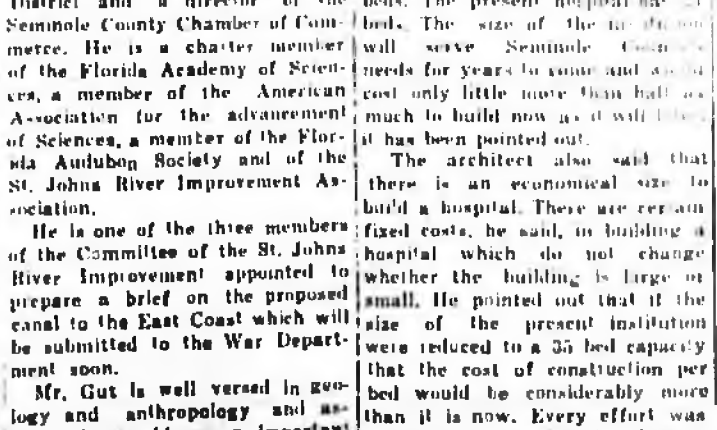 District and a director of the
Seminole County Chamber of Com-
merce. He is a charter member
of the Florida Academy of Scien-
ces, a member of the American
Association for the advancement
of Sciences, a member of the Flor-
ida Audubon Society and of the
St. Johns River Improvement As-
sociation.
He is one of the three members
of the Committee of the St. Johns
River Improvement appointed to
prepare a brief on the proposed
canal to the East Coast which will
be submitted to the War Depart-
ment soon.
Mr. Gut is well versed in geo-
logy and anthropology and as-
important
beds. The present hospital has
beds. The size of the institution
will serve Seminole
needs for years to come and would
cost only little more than half as
much to build now as it will
it has been pointed out.
The architect also said that
there is an economical size to
build a hospital. There are certain
fixed costs, he said, in building a
hospital which do not change
whether the building is large or
small. He pointed out that if the
size of the present institution
were reduced to a 35 bed capacity
that the cost of construction per
bed would be considerably more
than it is now. Every effort was